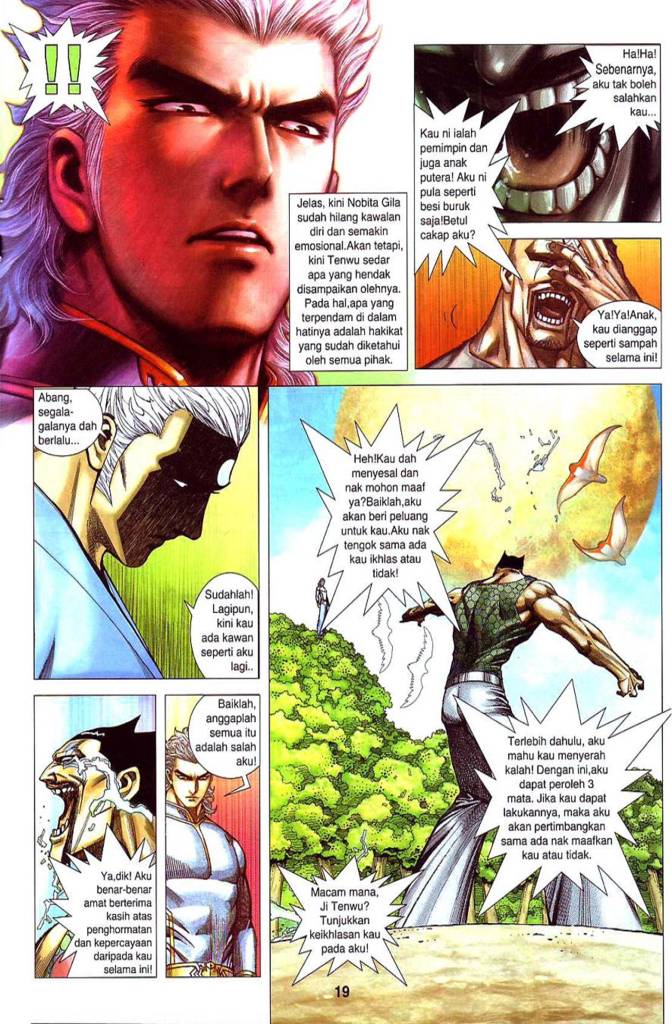 !!
Jelas, kini Nobita Gila
sudah hilang kawalan
diri dan semakin
emosional.Akan tetapi,
kini Tenwu sedar
apa yang hendak
disampaikan olehnya.
Pada hal,apa yang
terpendam di dalam
hatinya adalah hakikat
yang sudah diketahui
oleh semua pihak.
Ha!Ha!
Sebenarnya,
aku tak boleh
salahkan
kau...
Kau ni ialah
pemimpin dan
juga anak
putera! Aku ni
pula seperti
besi buruk
saja!Betul
cakap aku?
Ya!Ya!Anak,
kau dianggap
seperti sampah
selama ini!
Abang,
segala-
galanya dah
berlalu...
Sudahlah!
Lagipun,
kini kau
ada kawan
seperti aku
lagi..
Heh!Kau dah
menyesal dan
nak mohon maaf
ya?Baiklah,aku
akan beri peluang
untuk kau.Aku nak
tengok sama ada
kau ikhlas atau
tidak!
Terlebih dahulu, aku
mahu kau menyerah
kalah! Dengan ini,aku
dapat peroleh 3
mata. Jika kau dapat
lakukannya, maka aku
akan pertimbangkan
sama ada nak maafkan
kau atau tidak.
Macam mana,
Ji Tenwu?
Tunjukkan
keikhlasan kau
pada aku!
Ya,dik! Aku
benar-benar
amat berterima
kasih atas
penghormatan
dan kepercayaan
daripada kau
selama ini!
Baiklah,
anggaplah
semua itu
adalah salah
aku!
19